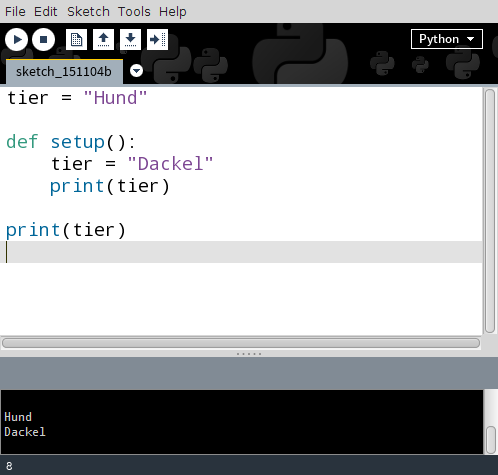 File Edit Sketch Tools Help
Python
sketch_151104b
tier = "Hund"
def setup():
    tier = "Dackel"
    print(tier)
print(tier)
Hund
Dackel
8